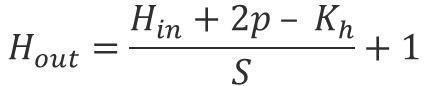 H_out = (H_in + 2p − K_h) / S + 1